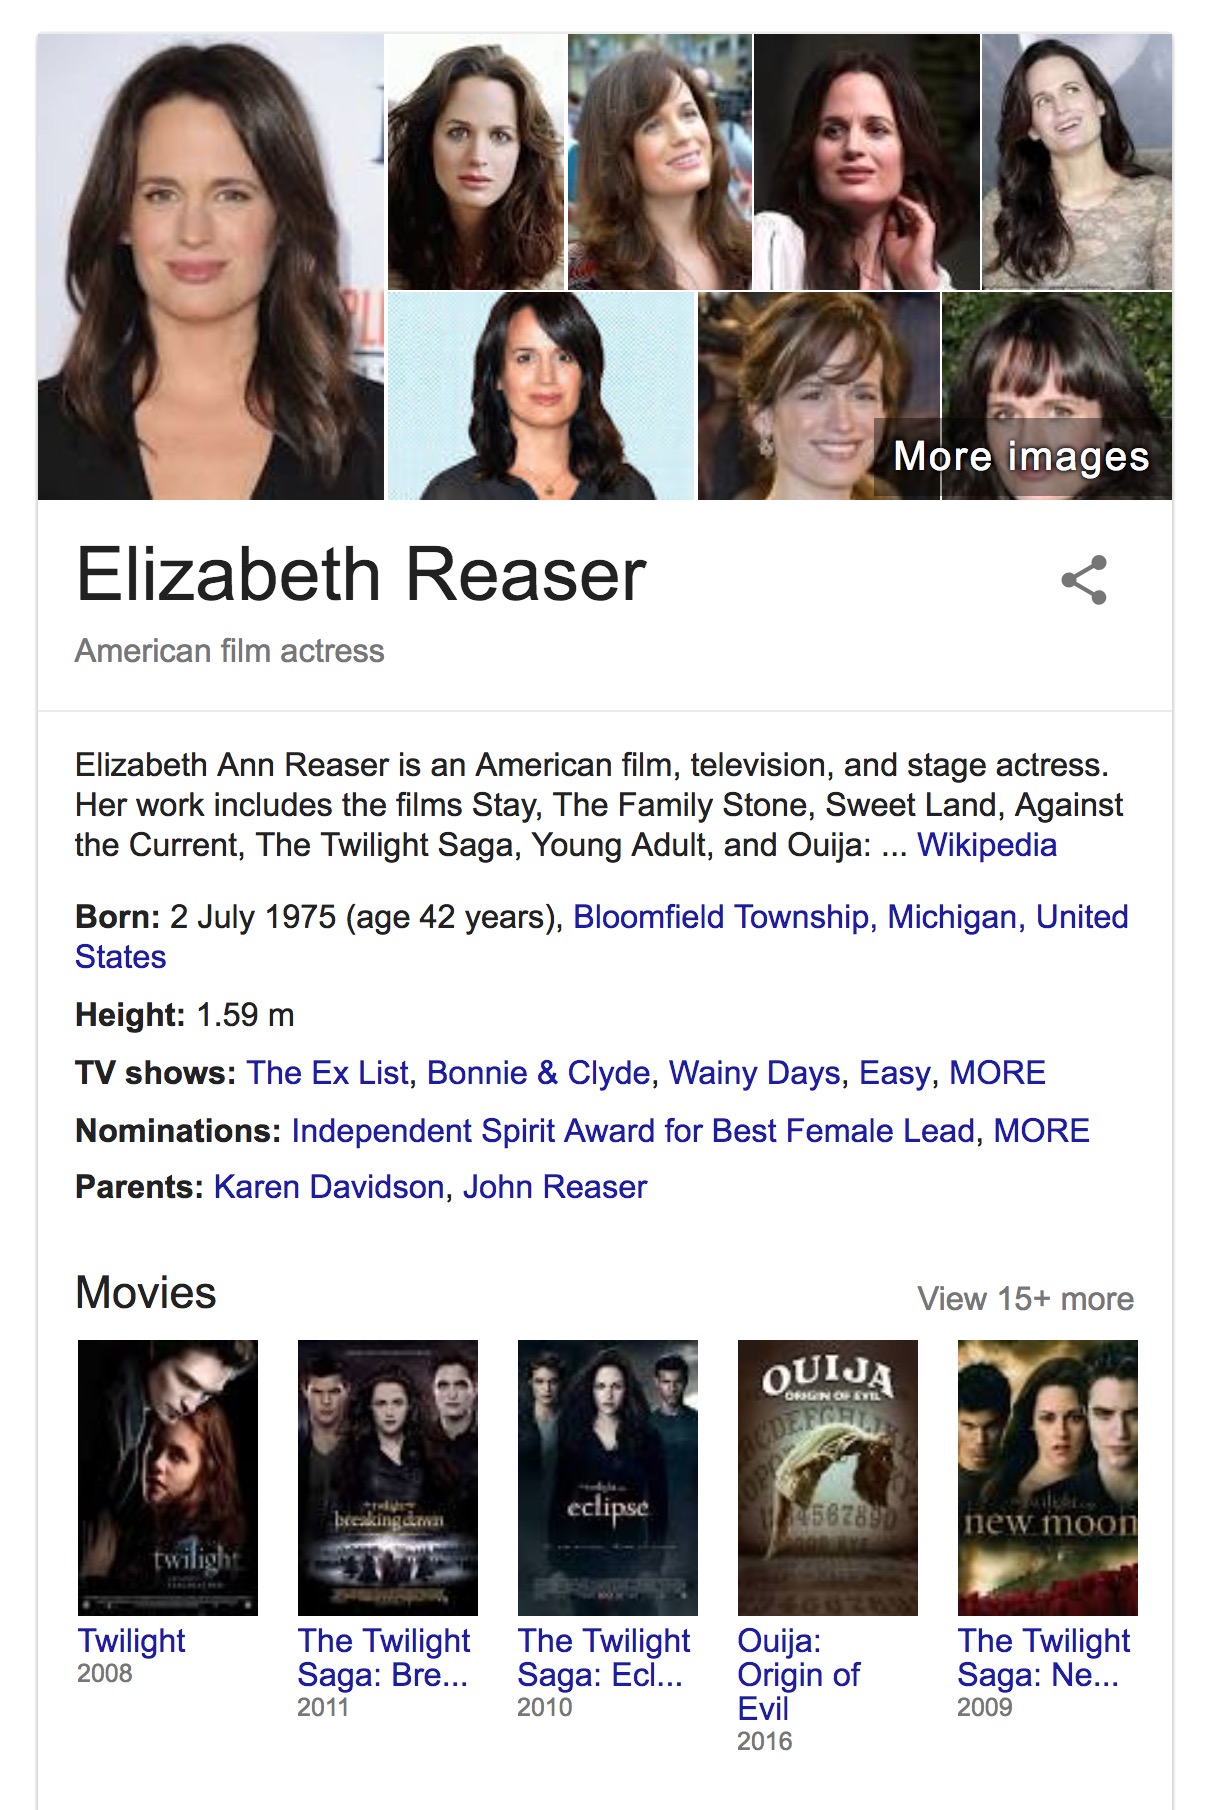 More images
Elizabeth Reaser
American film actress
Elizabeth Ann Reaser is an American film, television, and stage actress.
Her work includes the films Stay, The Family Stone, Sweet Land, Against
the Current, The Twilight Saga, Young Adult, and Ouija: ... Wikipedia
Born: 2 July 1975 (age 42 years), Bloomfield Township, Michigan, United
States
Height: 1.59 m
TV shows: The Ex List, Bonnie & Clyde, Wainy Days, Easy, MORE
Nominations: Independent Spirit Award for Best Female Lead, MORE
Parents: Karen Davidson, John Reaser
Movies
View 15+ more
twilight
breakingdawn
eclipse
OUIJA
ORIGIN OF EVIL
new moon
Twilight
2008
The Twilight
Saga: Bre...
2011
The Twilight
Saga: Ecl...
2010
Ouija:
Origin of
Evil
2016
The Twilight
Saga: Ne...
2009